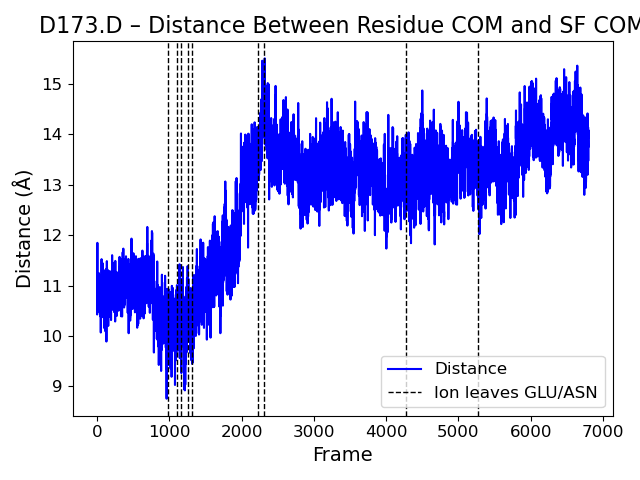 D173.D – Distance Between Residue COM and SF COM
Distance (Å)
15
14
13
12
11
10
9
0 1000 2000 3000 4000 5000 6000 7000
Frame
Distance
Ion leaves GLU/ASN